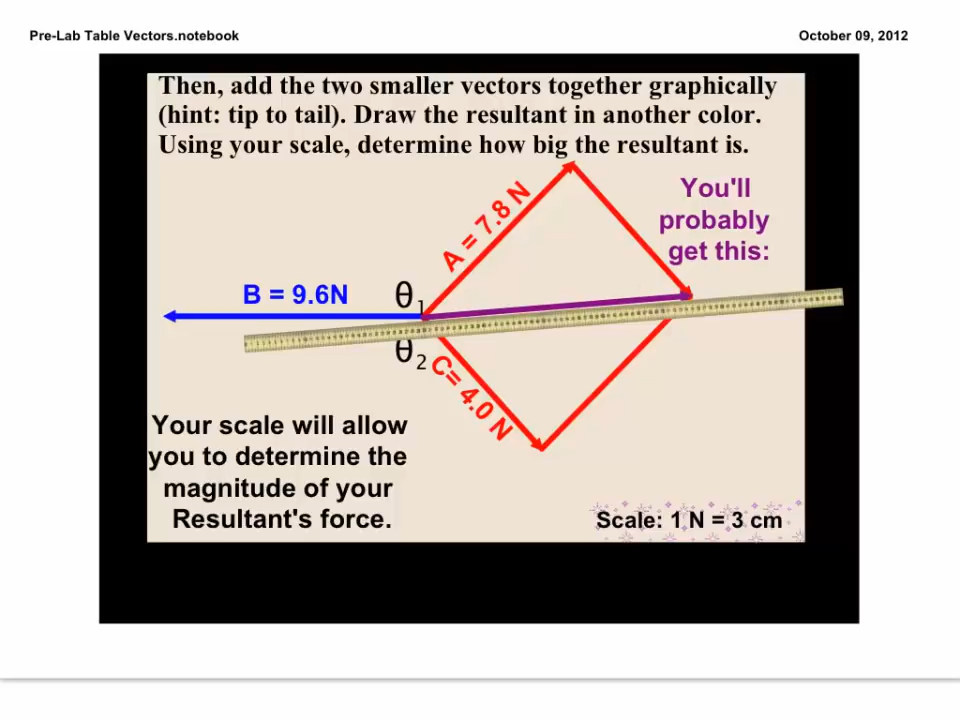 Pre-Lab Table Vectors.notebook
October 09, 2012
Then, add the two smaller vectors together graphically
(hint: tip to tail). Draw the resultant in another color.
Using your scale, determine how big the resultant is.
You'll
probably
get this:
A = 7.8 N
B = 9.6N
θ1
θ2
C= 4.0 N
Your scale will allow
you to determine the
magnitude of your
Resultant's force.
Scale: 1 N = 3 cm